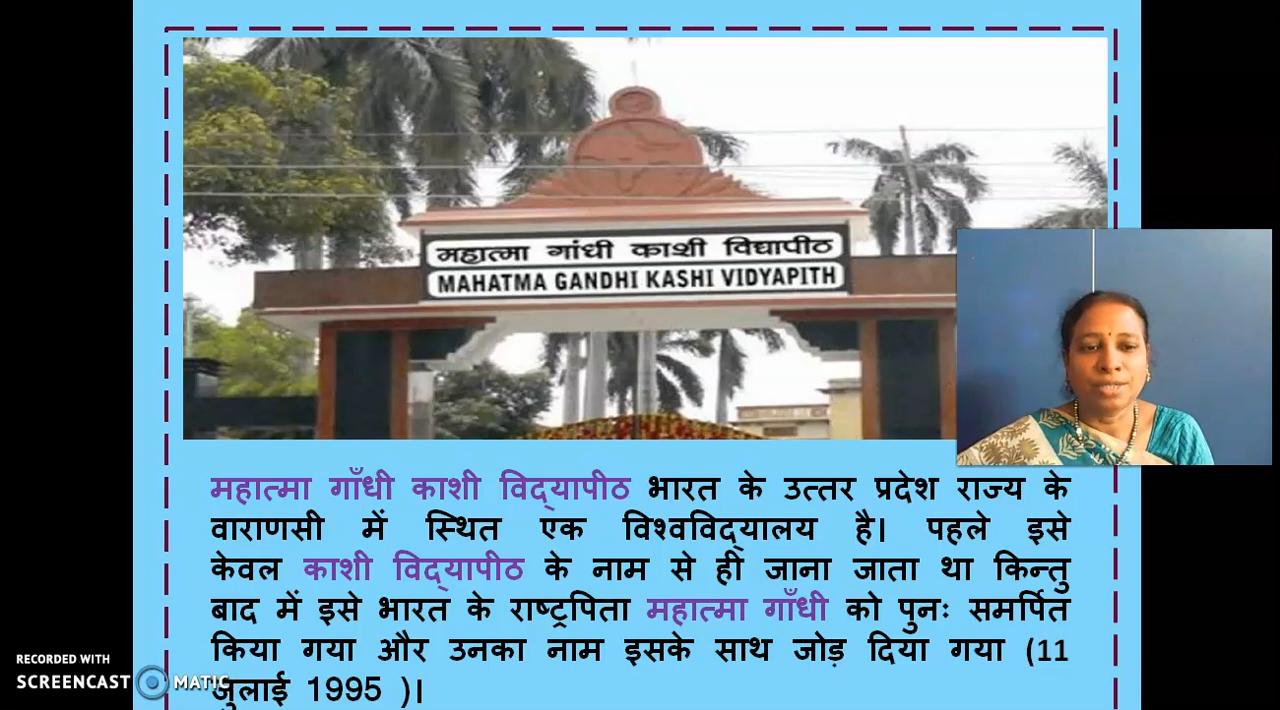 महात्मा गांधी काशी विद्यापीठ
MAHATMA GANDHI KASHI VIDYAPITH
महात्मा गाँधी काशी विद्यापीठ भारत के उत्तर प्रदेश राज्य के
वाराणसी में स्थित एक विश्वविद्यालय है। पहले इसे
केवल काशी विद्यापीठ के नाम से ही जाना जाता था किन्तु
बाद में इसे भारत के राष्ट्रपिता महात्मा गाँधी को पुनः समर्पित
किया गया और उनका नाम इसके साथ जोड़ दिया गया (11
जुलाई 1995 )।
RECORDED WITH
SCREENCAST MATIC